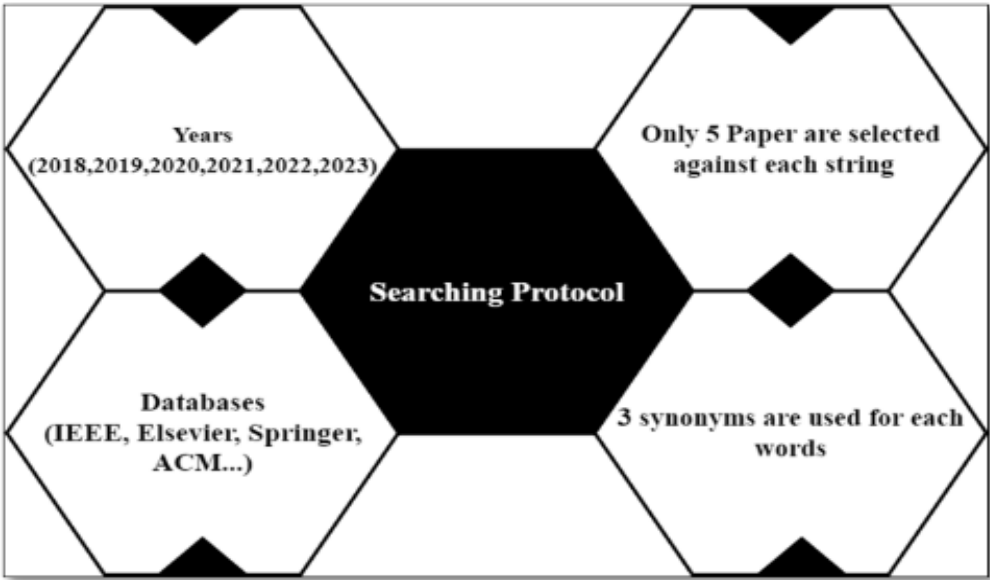 Years
(2018,2019,2020,2021,2022,2023)
Only 5 Paper are selected
against each string
Searching Protocol
Databases
(IEEE, Elsevier, Springer,
ACM...)
3 synonyms are used for each
words